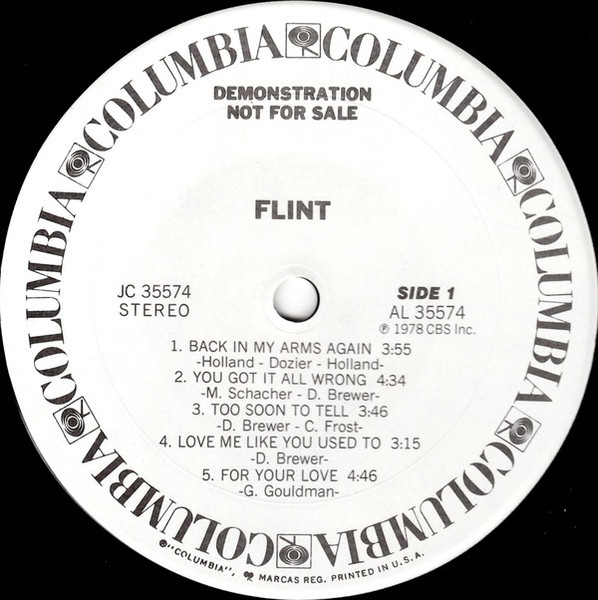 COLUMBIA COLUMBIA COLUMBIA COLUMBIA COLUMBIA COLUMBIA COLUMBIA COLUMBIA
DEMONSTRATION
NOT FOR SALE
FLINT
JC 35574
STEREO
SIDE 1
AL 35574
℗ 1978 CBS Inc.
1. BACK IN MY ARMS AGAIN 3:55
-Holland - Dozier - Holland-
2. YOU GOT IT ALL WRONG 4:34
-M. Schacher - D. Brewer-
3. TOO SOON TO TELL 3:46
-D. Brewer - C. Frost-
4. LOVE ME LIKE YOU USED TO 3:15
-D. Brewer-
5. FOR YOUR LOVE 4:46
-G. Gouldman-
®"COLUMBIA", MARCAS REG. PRINTED IN U.S.A.